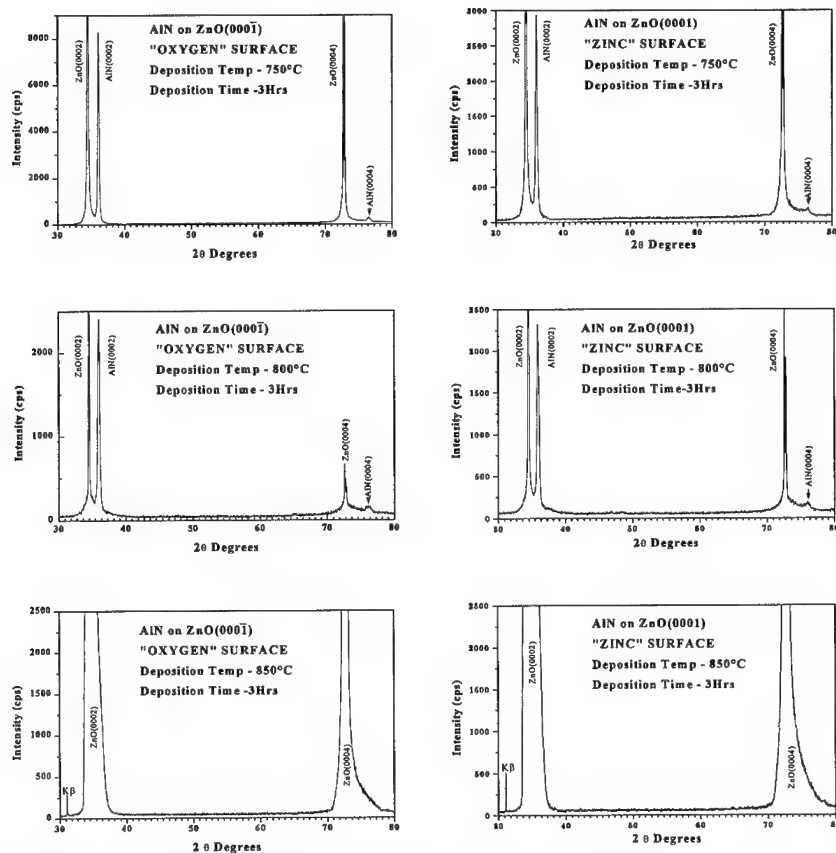 AlN on ZnO(0001̄)
"OXYGEN" SURFACE
Deposition Temp - 750°C
Deposition Time -3Hrs
ZnO(0002)
AlN(0002)
ZnO(0004)
AlN(0004)
Intensity (cps)
8000
6000
4000
2000
0
30 40 50 60 70 80
2θ Degrees
AlN on ZnO(0001)
"ZINC" SURFACE
Deposition Temp - 750°C
Deposition Time -3Hrs
ZnO(0002)
AlN(0002)
ZnO(0004)
AlN(0004)
Intensity (cps)
0
30 40 50 60 70 80
2θ Degrees
AlN on ZnO(0001̄)
"OXYGEN" SURFACE
Deposition Temp - 800°C
Deposition Time -3Hrs
ZnO(0002)
AlN(0002)
ZnO(0004)
AlN(0004)
Intensity (cps)
2000
1000
0
30 40 50 60 70 80
2θ Degrees
AlN on ZnO(0001)
"ZINC" SURFACE
Deposition Temp - 800°C
Deposition Time-3Hrs
ZnO(0002)
AlN(0002)
ZnO(0004)
AlN(0004)
Intensity (cps)
2000
1500
1000
500
0
30 40 50 60 70 80
2θ Degrees
AlN on ZnO(0001̄)
"OXYGEN" SURFACE
Deposition Temp - 850°C
Deposition Time -3Hrs
ZnO(0002)
ZnO(0004)
Kβ
Intensity (cps)
2500
2000
1500
1000
500
0
30 40 50 60 70 80
2 θ Degrees
AlN on ZnO(0001)
"ZINC" SURFACE
Deposition Temp - 850°C
Deposition Time -3Hrs
ZnO(0002)
ZnO(0004)
Kβ
Intensity (cps)
2500
2000
1500
1000
500
0
30 40 50 60 70 80
2 θ Degrees